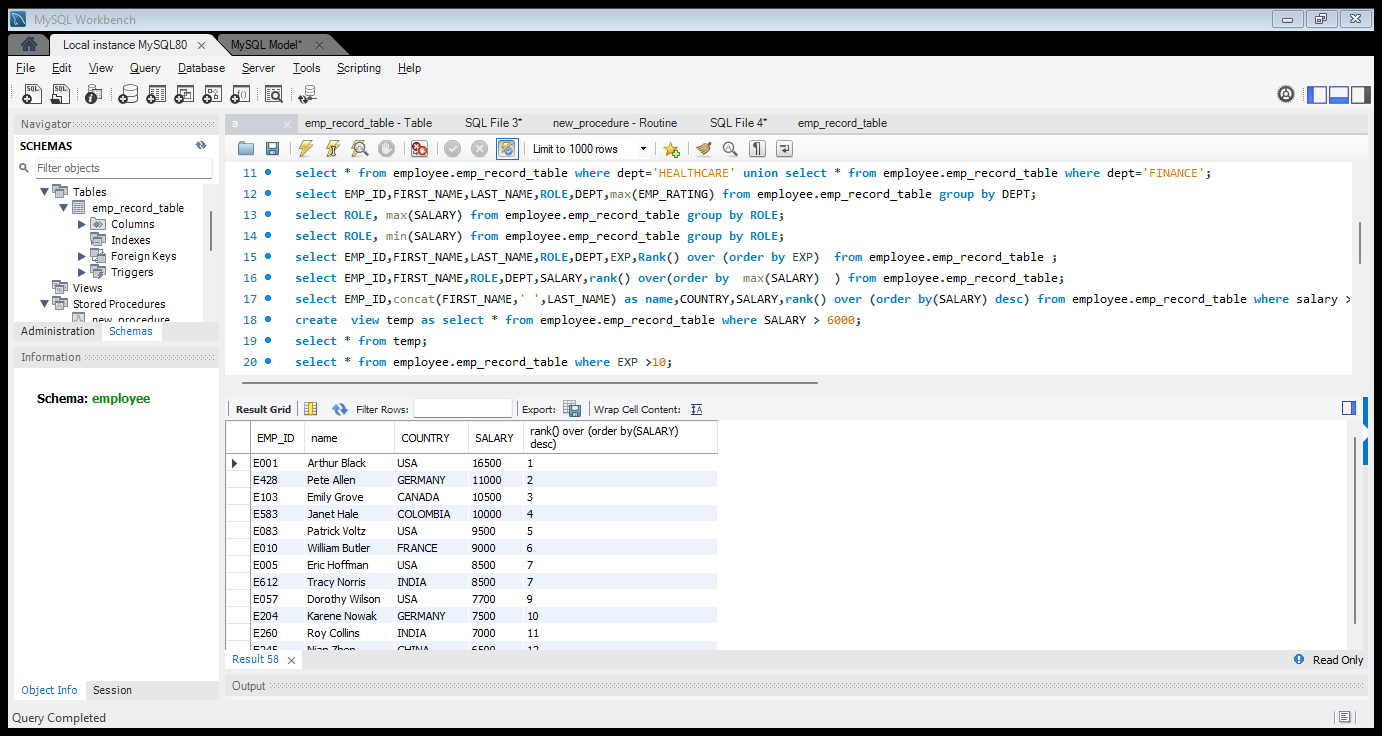 MySQL Workbench
Local instance MySQL80
MySQL Model*
File Edit View Query Database Server Tools Scripting Help
Navigator
SCHEMAS
Filter objects
Tables
emp_record_table
Columns
Indexes
Foreign Keys
Triggers
Views
Stored Procedures
new_procedure
Administration Schemas
Information
Schema: employee
Object Info Session
Query Completed
a emp_record_table - Table SQL File 3* new_procedure - Routine SQL File 4* emp_record_table
Limit to 1000 rows
11 select * from employee.emp_record_table where dept='HEALTHCARE' union select * from employee.emp_record_table where dept='FINANCE';
12 select EMP_ID,FIRST_NAME,LAST_NAME,ROLE,DEPT,max(EMP_RATING) from employee.emp_record_table group by DEPT;
13 select ROLE, max(SALARY) from employee.emp_record_table group by ROLE;
14 select ROLE, min(SALARY) from employee.emp_record_table group by ROLE;
15 select EMP_ID,FIRST_NAME,LAST_NAME,ROLE,DEPT,EXP,Rank() over (order by EXP)  from employee.emp_record_table ;
16 select EMP_ID,FIRST_NAME,ROLE,DEPT,SALARY,rank() over(order by  max(SALARY)  ) from employee.emp_record_table;
17 select EMP_ID,concat(FIRST_NAME,' ',LAST_NAME) as name,COUNTRY,SALARY,rank() over (order by(SALARY) desc) from employee.emp_record_table where salary >
18 create  view temp as select * from employee.emp_record_table where SALARY > 6000;
19 select * from temp;
20 select * from employee.emp_record_table where EXP >10;
Result Grid Filter Rows: Export: Wrap Cell Content:
EMP_ID name COUNTRY SALARY rank() over (order by(SALARY)
desc)
E001 Arthur Black USA 16500 1
E428 Pete Allen GERMANY 11000 2
E103 Emily Grove CANADA 10500 3
E583 Janet Hale COLOMBIA 10000 4
E083 Patrick Voltz USA 9500 5
E010 William Butler FRANCE 9000 6
E005 Eric Hoffman USA 8500 7
E612 Tracy Norris INDIA 8500 7
E057 Dorothy Wilson USA 7700 9
E204 Karene Nowak GERMANY 7500 10
E260 Roy Collins INDIA 7000 11
E245 Nian Zhen CHINA 6500 12
Result 58
Read Only
Output